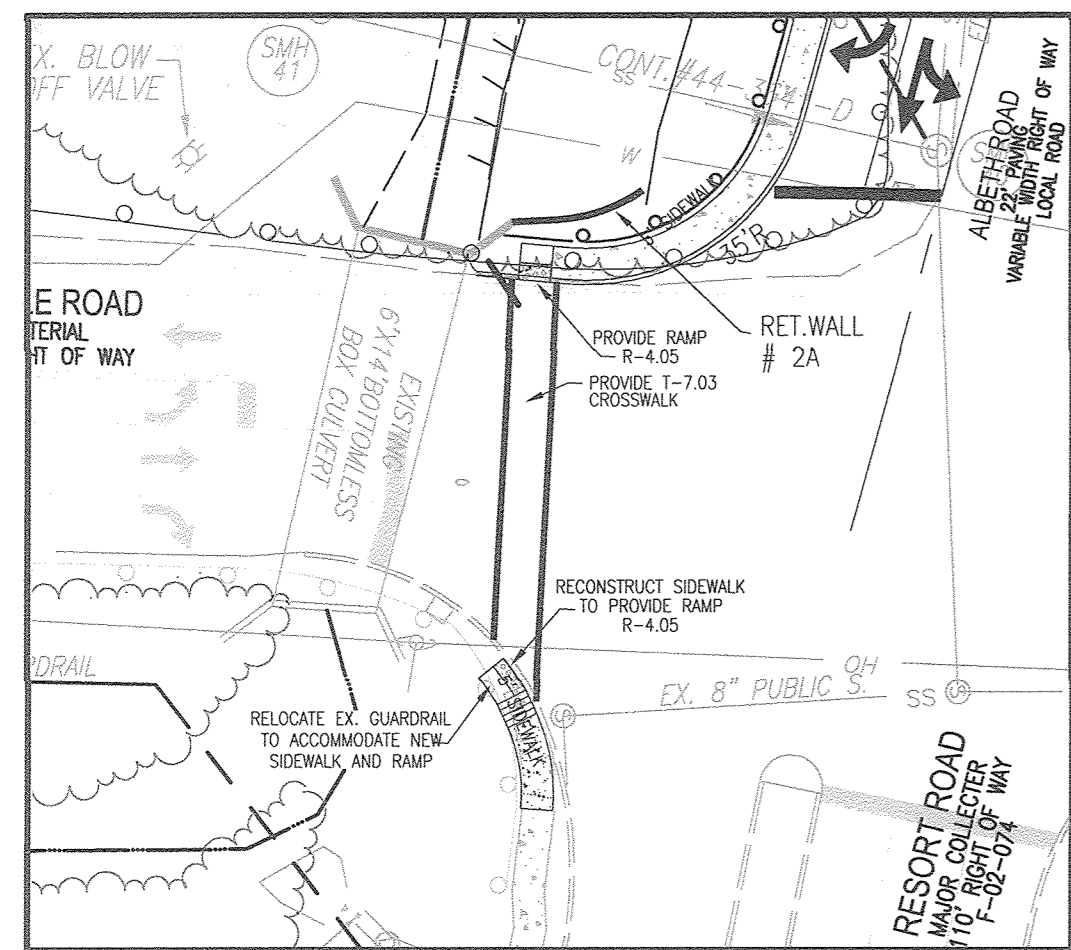 X. BLOW
OFF VALVE
SMH
41
CONT. #44-
-D
SS
W
SIDEWALK
35'R
ALBETH ROAD
22' PAVING
VARIABLE WIDTH RIGHT OF WAY
LOCAL ROAD
LE ROAD
TERIAL
HT OF WAY
EXISTING
6'X14' BOTTOMLESS
BOX CULVERT
PROVIDE RAMP
R-4.05
PROVIDE T-7.03
CROSSWALK
RET.WALL
# 2A
RECONSTRUCT SIDEWALK
TO PROVIDE RAMP
R-4.05
DRAIL
RELOCATE EX. GUARDRAIL
TO ACCOMMODATE NEW
SIDEWALK AND RAMP
5' SIDEWALK
OH
EX. 8" PUBLIC S.
SS
S
RESORT ROAD
MAJOR COLLECTER
110' RIGHT OF WAY
F-02-074